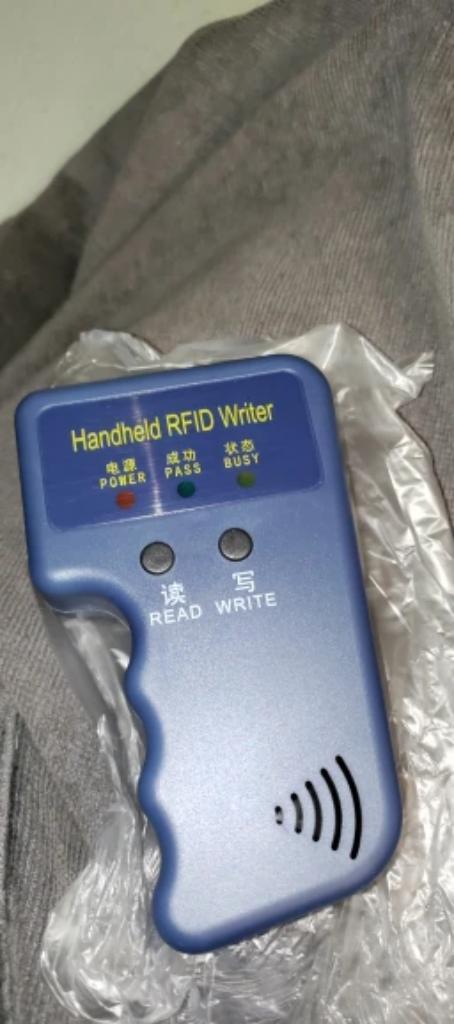 Handheld RFID Writer
电源 成功 状态
POWER PASS BUSY
读 写
READ WRITE